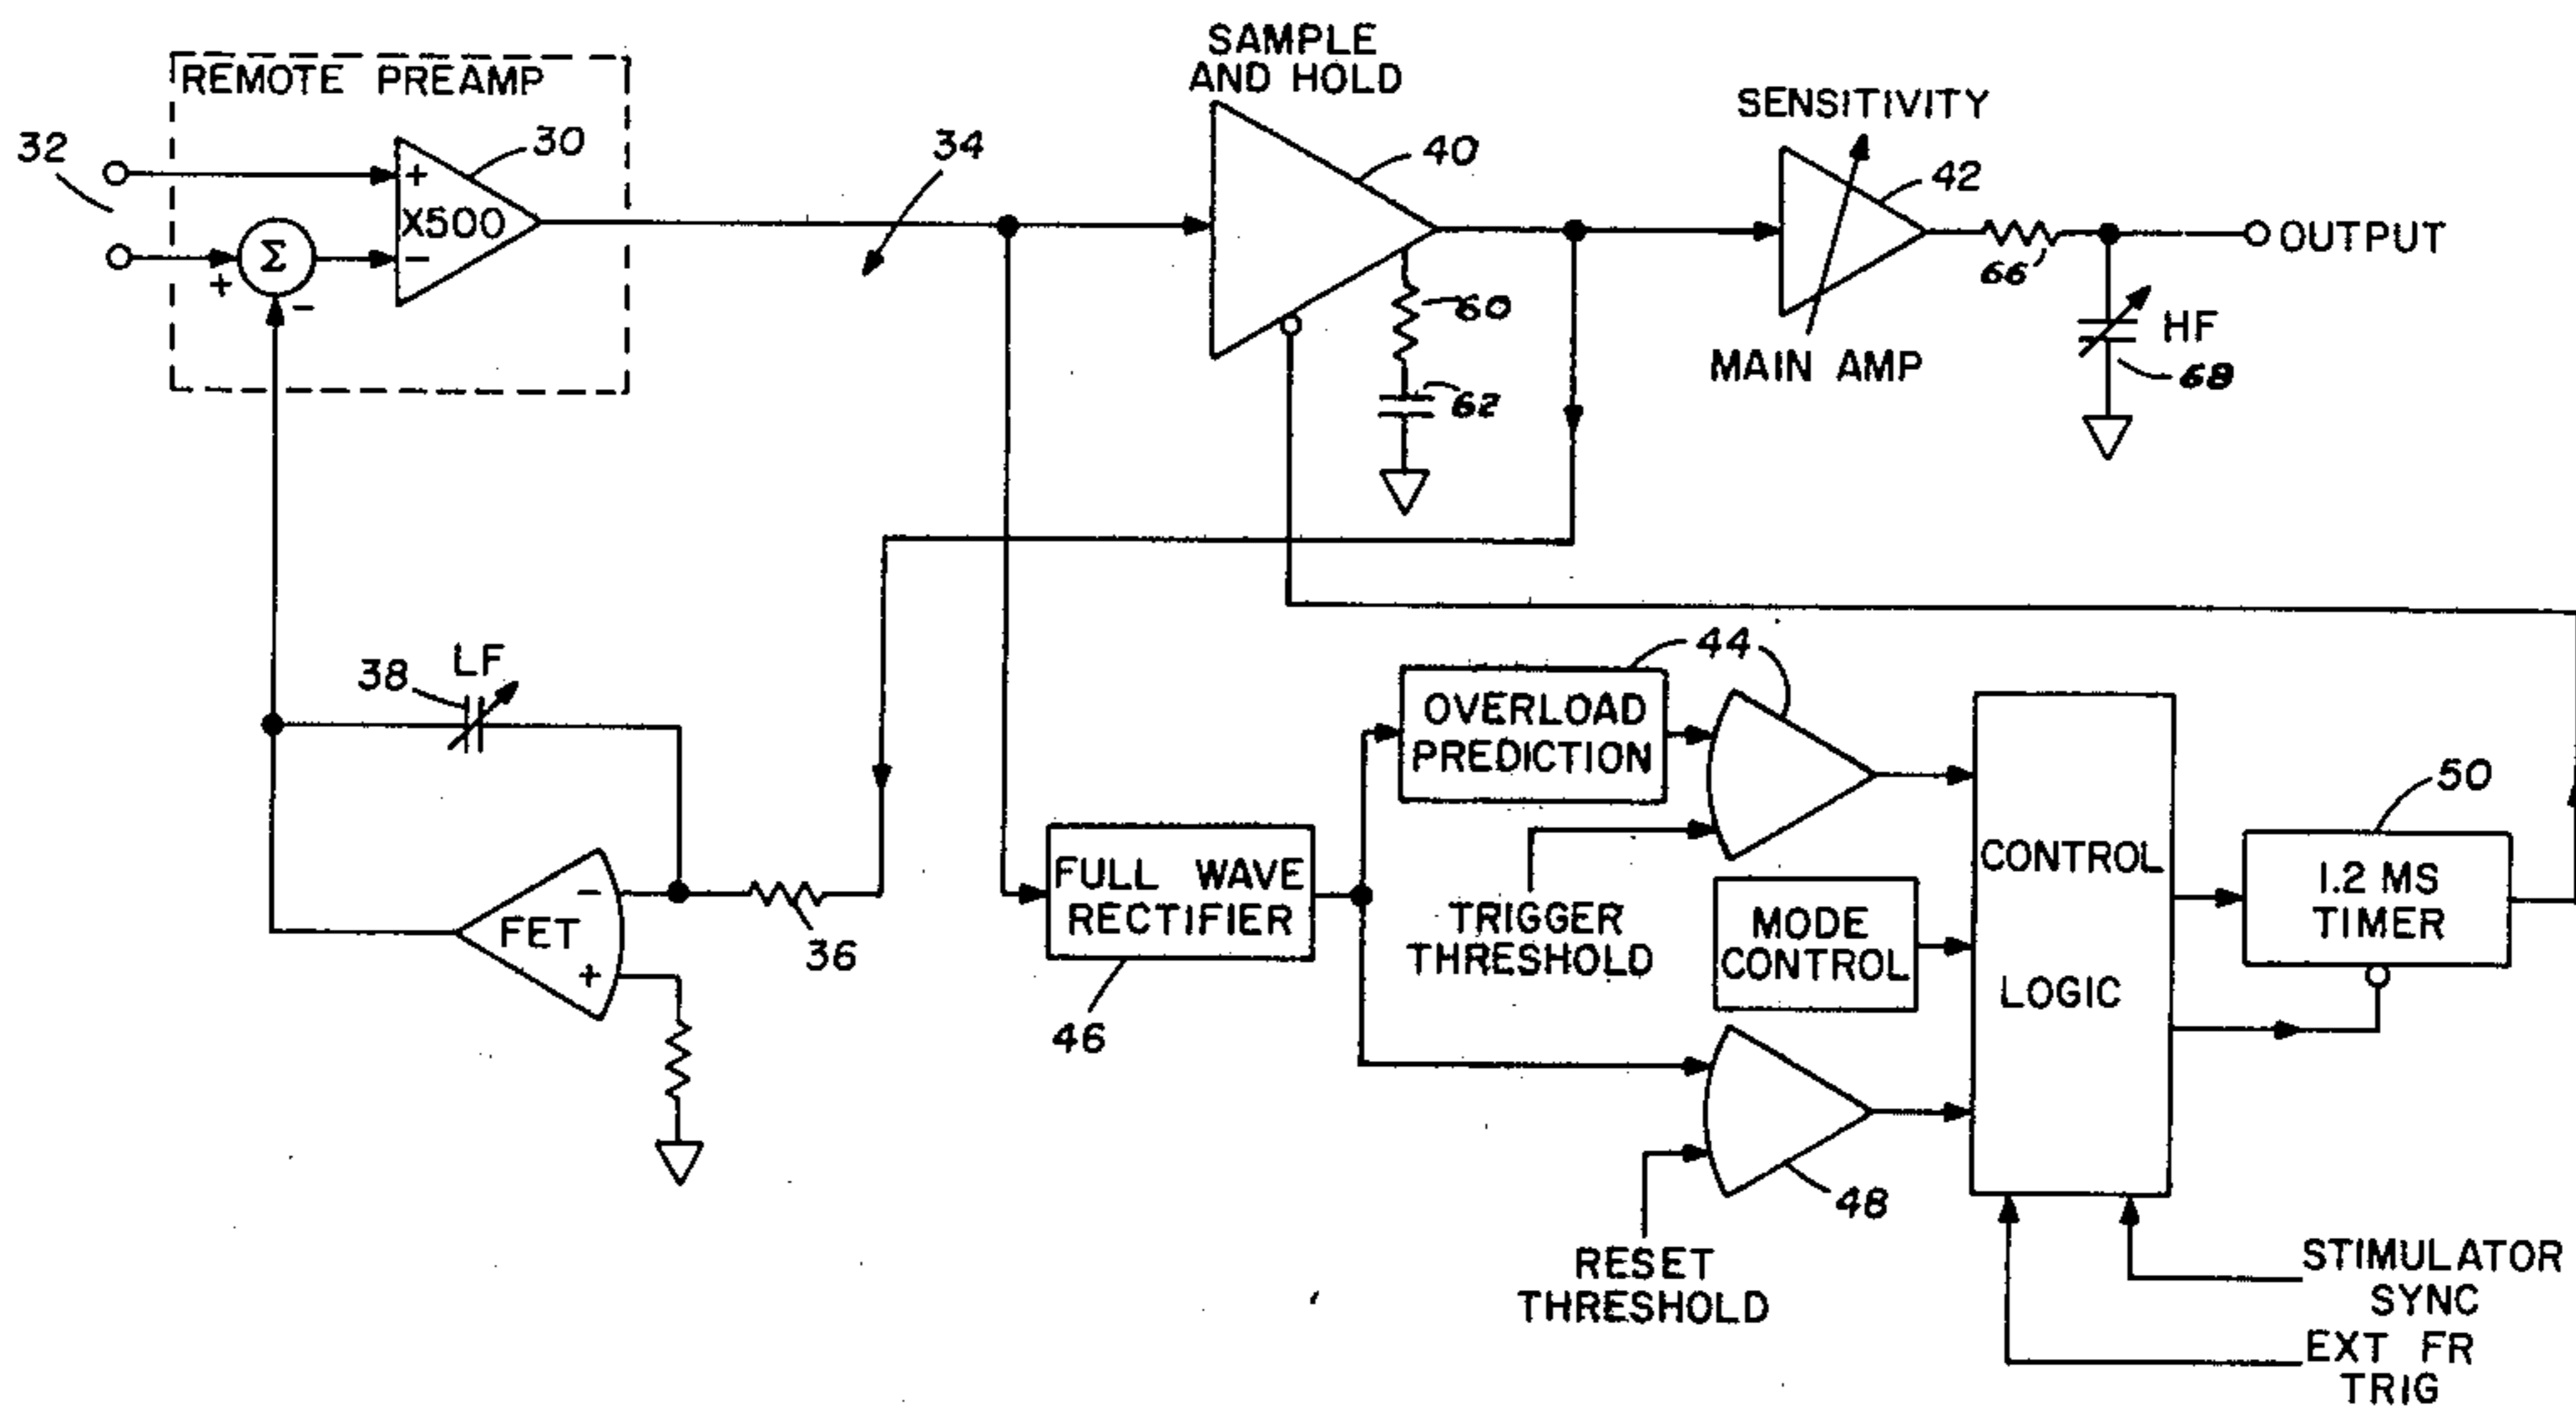 SAMPLE
AND HOLD
REMOTE PREAMP
SENSITIVITY
32
30
34
40
42
+
X500
Σ
−
+
−
66
OUTPUT
60
HF
MAIN AMP
68
62
44
LF
38
OVERLOAD
PREDICTION
50
CONTROL
LOGIC
1.2 MS
TIMER
FULL WAVE
RECTIFIER
−
FET
+
36
TRIGGER
THRESHOLD
MODE
CONTROL
46
48
RESET
THRESHOLD
STIMULATOR
SYNC
EXT FR
TRIG